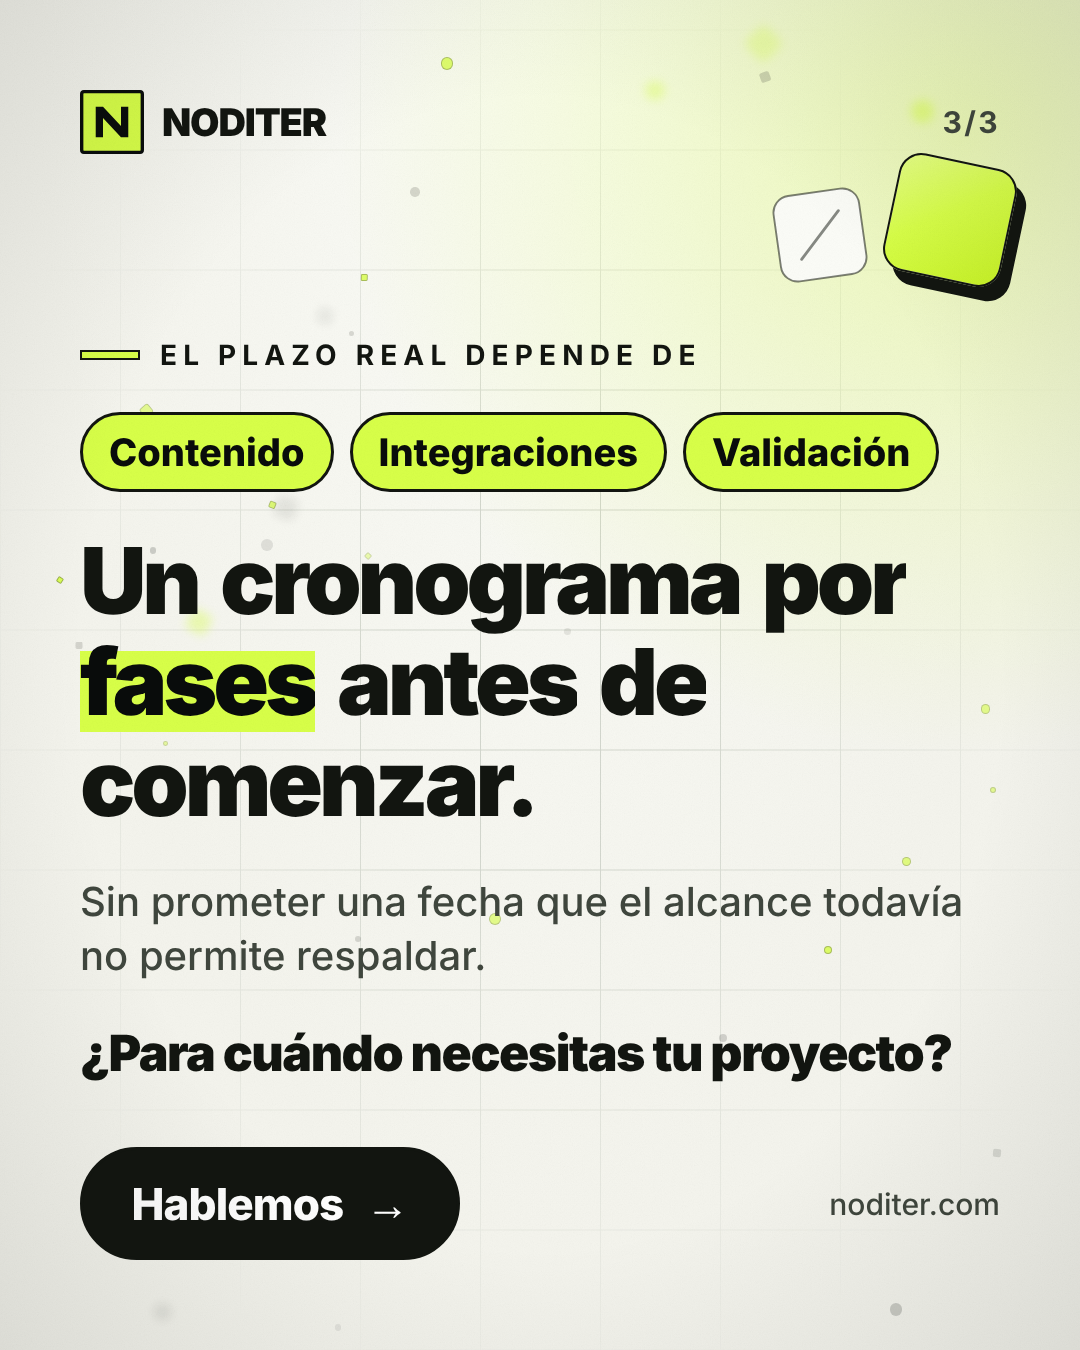 N NODITER
3/3
EL PLAZO REAL DEPENDE DE
Contenido Integraciones Validación
Un cronograma por
fases antes de
comenzar.
Sin prometer una fecha que el alcance todavía
no permite respaldar.
¿Para cuándo necesitas tu proyecto?
Hablemos →
noditer.com